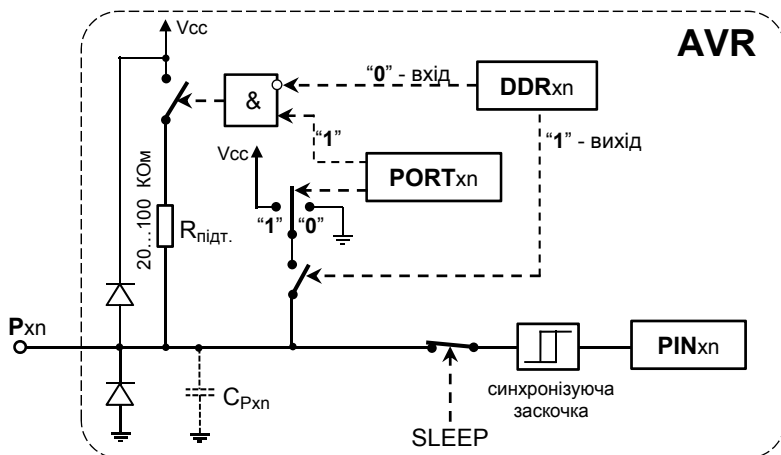 Vcc
AVR
“0” - вхід
DDRxn
&
“1”
“1” - вихід
Vcc
PORTxn
20...100 КОм
Rпідт.
“1” “0”
Pxn
PINxn
CPxn
синхронізуюча
заскочка
SLEEP